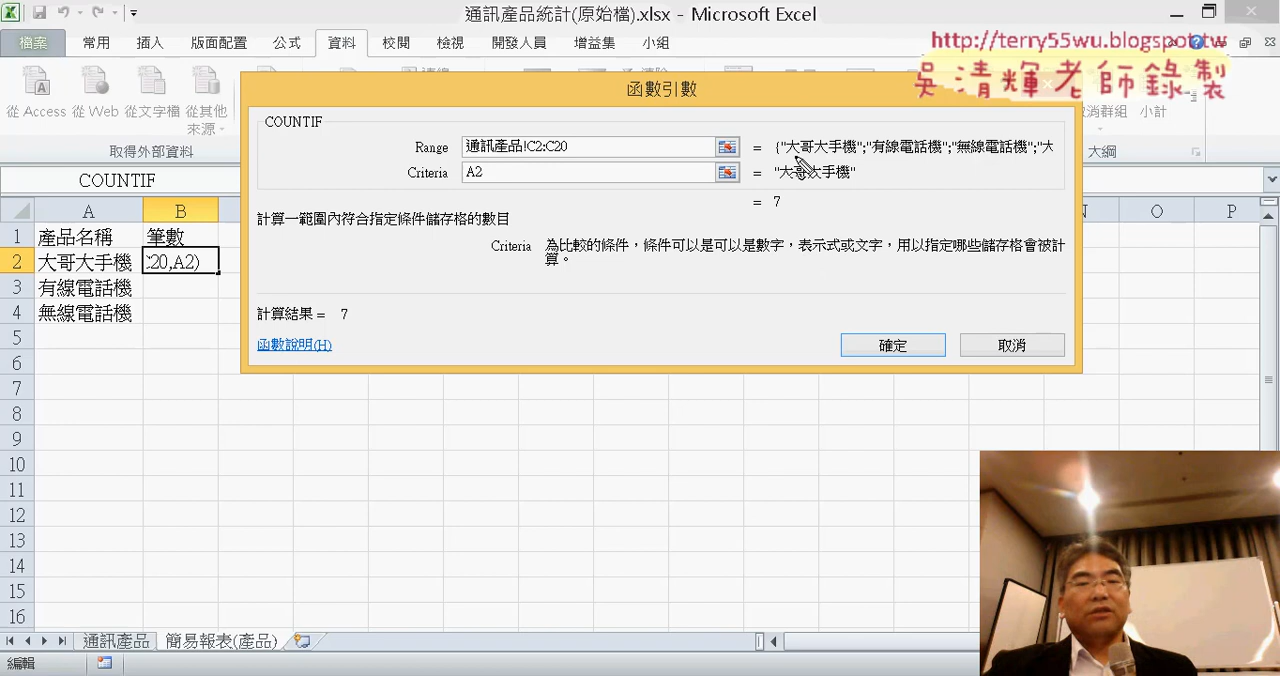 通訊產品統計(原始檔).xlsx - Microsoft Excel
檔案 常用 插入 版面配置 公式 資料 校閱 檢視 開發人員 增益集 小組
http://terry55wu.blogspot.tw
吳清輝老師錄製
從 Access 從 Web 從文字檔 從其他來源
取得外部資料
取消群組 小計
大綱
函數引數
COUNTIF
Range 通訊產品!C2:C20 = {"大哥大手機";"有線電話機";"無線電話機";"大
Criteria A2 = "大哥大手機"
= 7
計算一範圍內符合指定條件儲存格的數目
Criteria 為比較的條件，條件可以是可以是數字，表示式或文字，用以指定哪些儲存格會被計
算。
計算結果 = 7
函數說明(H)
確定 取消
COUNTIF
A B N O P
1 產品名稱 筆數
2 大哥大手機 :20,A2)
3 有線電話機
4 無線電話機
5
6
7
8
9
10
11
12
13
14
15
16
通訊產品 簡易報表(產品)
編輯